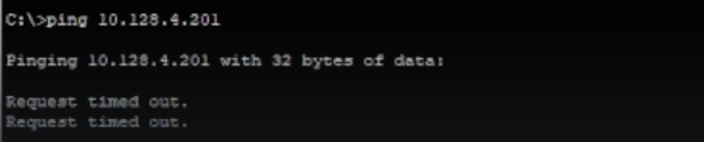 C:\>ping 10.128.4.201
Pinging 10.128.4.201 with 32 bytes of data:
Request timed out.
Request timed out.